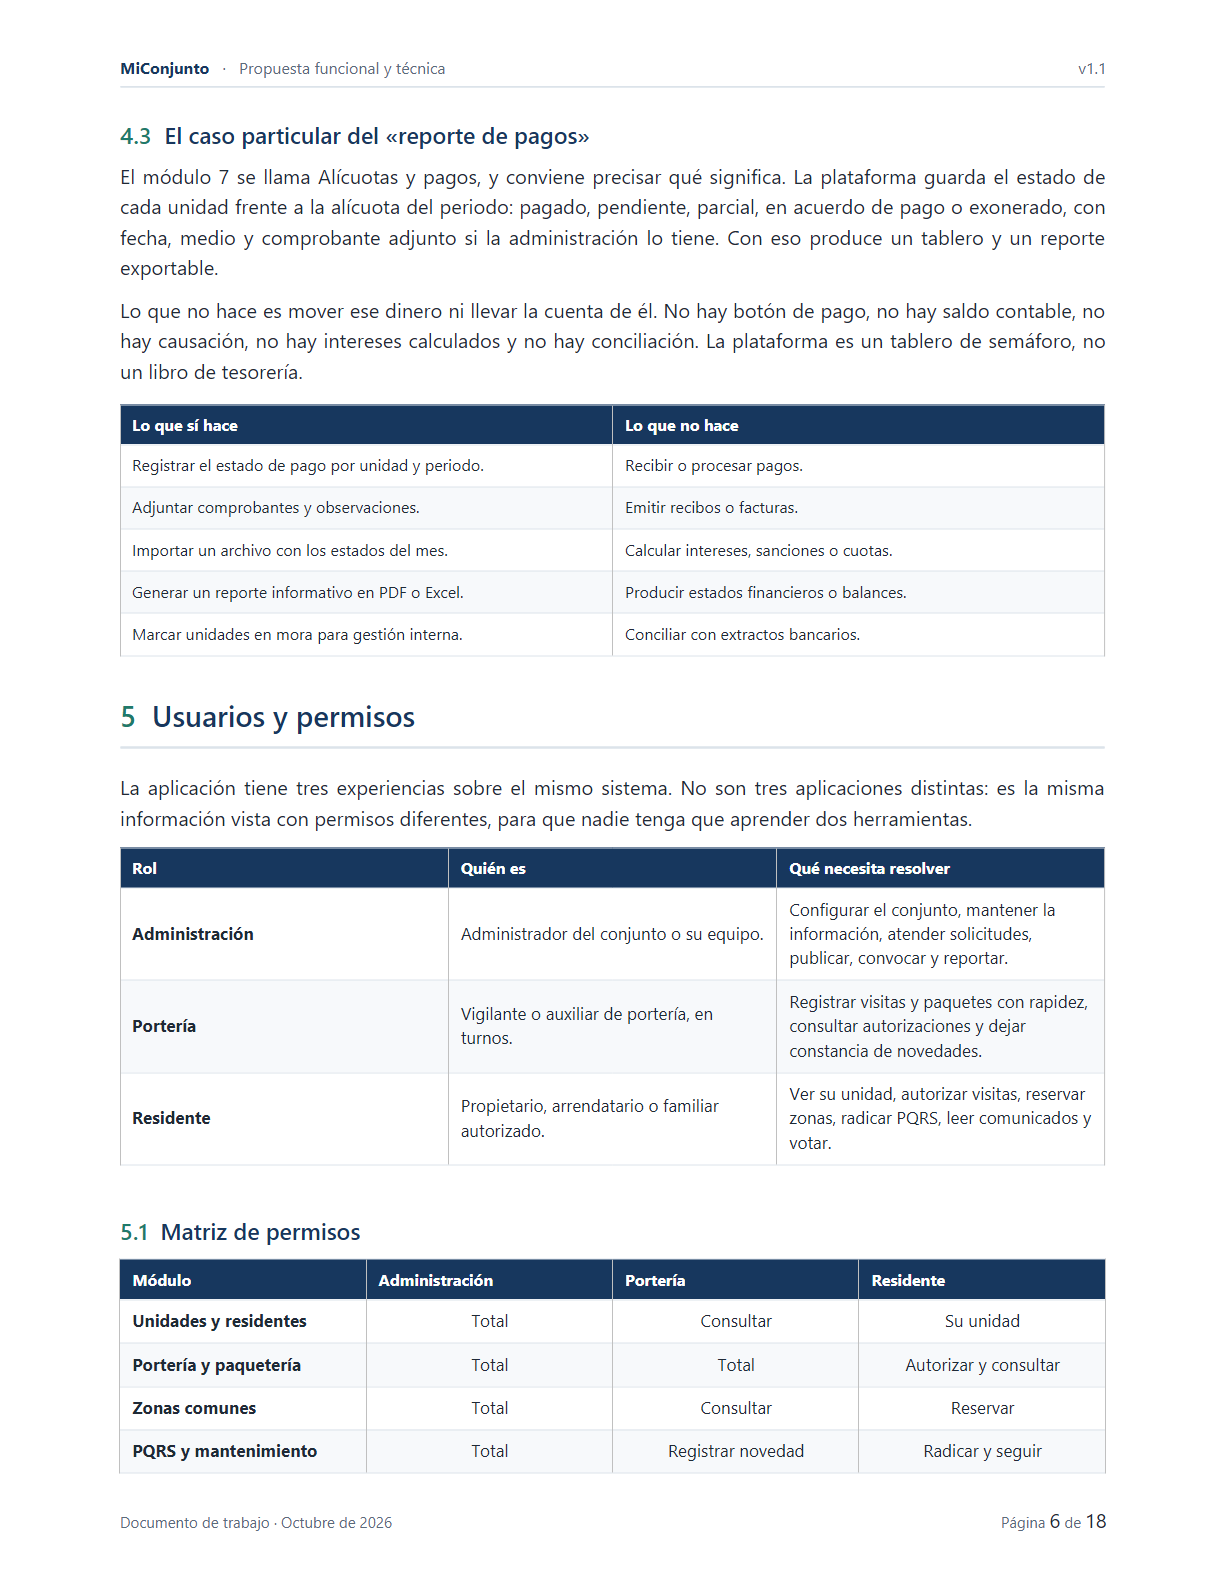 MiConjunto · Propuesta funcional y técnica v1.1
4.3 El caso particular del «reporte de pagos»
El módulo 7 se llama Alícuotas y pagos, y conviene precisar qué significa. La plataforma guarda el estado de
cada unidad frente a la alícuota del periodo: pagado, pendiente, parcial, en acuerdo de pago o exonerado, con
fecha, medio y comprobante adjunto si la administración lo tiene. Con eso produce un tablero y un reporte
exportable.
Lo que no hace es mover ese dinero ni llevar la cuenta de él. No hay botón de pago, no hay saldo contable, no
hay causación, no hay intereses calculados y no hay conciliación. La plataforma es un tablero de semáforo, no
un libro de tesorería.
Lo que sí hace Lo que no hace
Registrar el estado de pago por unidad y periodo. Recibir o procesar pagos.
Adjuntar comprobantes y observaciones. Emitir recibos o facturas.
Importar un archivo con los estados del mes. Calcular intereses, sanciones o cuotas.
Generar un reporte informativo en PDF o Excel. Producir estados financieros o balances.
Marcar unidades en mora para gestión interna. Conciliar con extractos bancarios.
5 Usuarios y permisos
La aplicación tiene tres experiencias sobre el mismo sistema. No son tres aplicaciones distintas: es la misma
información vista con permisos diferentes, para que nadie tenga que aprender dos herramientas.
Rol Quién es Qué necesita resolver
Administración Administrador del conjunto o su equipo. Configurar el conjunto, mantener la
información, atender solicitudes,
publicar, convocar y reportar.
Portería Vigilante o auxiliar de portería, en
turnos. Registrar visitas y paquetes con rapidez,
consultar autorizaciones y dejar
constancia de novedades.
Residente Propietario, arrendatario o familiar
autorizado. Ver su unidad, autorizar visitas, reservar
zonas, radicar PQRS, leer comunicados y
votar.
5.1 Matriz de permisos
Módulo Administración Portería Residente
Unidades y residentes Total Consultar Su unidad
Portería y paquetería Total Total Autorizar y consultar
Zonas comunes Total Consultar Reservar
PQRS y mantenimiento Total Registrar novedad Radicar y seguir
Documento de trabajo · Octubre de 2026 Página 6 de 18